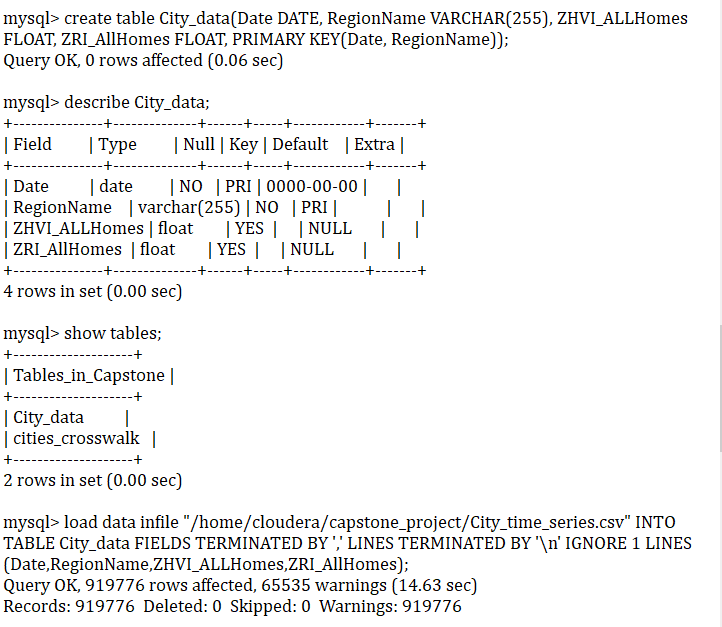 mysql> create table City_data(Date DATE, RegionName VARCHAR(255), ZHVI_ALLHomes
FLOAT, ZRI_AllHomes FLOAT, PRIMARY KEY(Date, RegionName));
Query OK, 0 rows affected (0.06 sec)
mysql> describe City_data;
+---------------+--------------+------+-----+------------+-------+
| Field | Type | Null | Key | Default | Extra |
+---------------+--------------+------+-----+------------+-------+
| Date | date | NO | PRI | 0000-00-00 | |
| RegionName | varchar(255) | NO | PRI | | |
| ZHVI_ALLHomes | float | YES | | NULL | |
| ZRI_AllHomes | float | YES | | NULL | |
+---------------+--------------+------+-----+------------+-------+
4 rows in set (0.00 sec)
mysql> show tables;
+--------------------+
| Tables_in_Capstone |
+--------------------+
| City_data |
| cities_crosswalk |
+--------------------+
2 rows in set (0.00 sec)
mysql> load data infile "/home/cloudera/capstone_project/City_time_series.csv" INTO
TABLE City_data FIELDS TERMINATED BY ',' LINES TERMINATED BY '\n' IGNORE 1 LINES
(Date,RegionName,ZHVI_ALLHomes,ZRI_AllHomes);
Query OK, 919776 rows affected, 65535 warnings (14.63 sec)
Records: 919776 Deleted: 0 Skipped: 0 Warnings: 919776